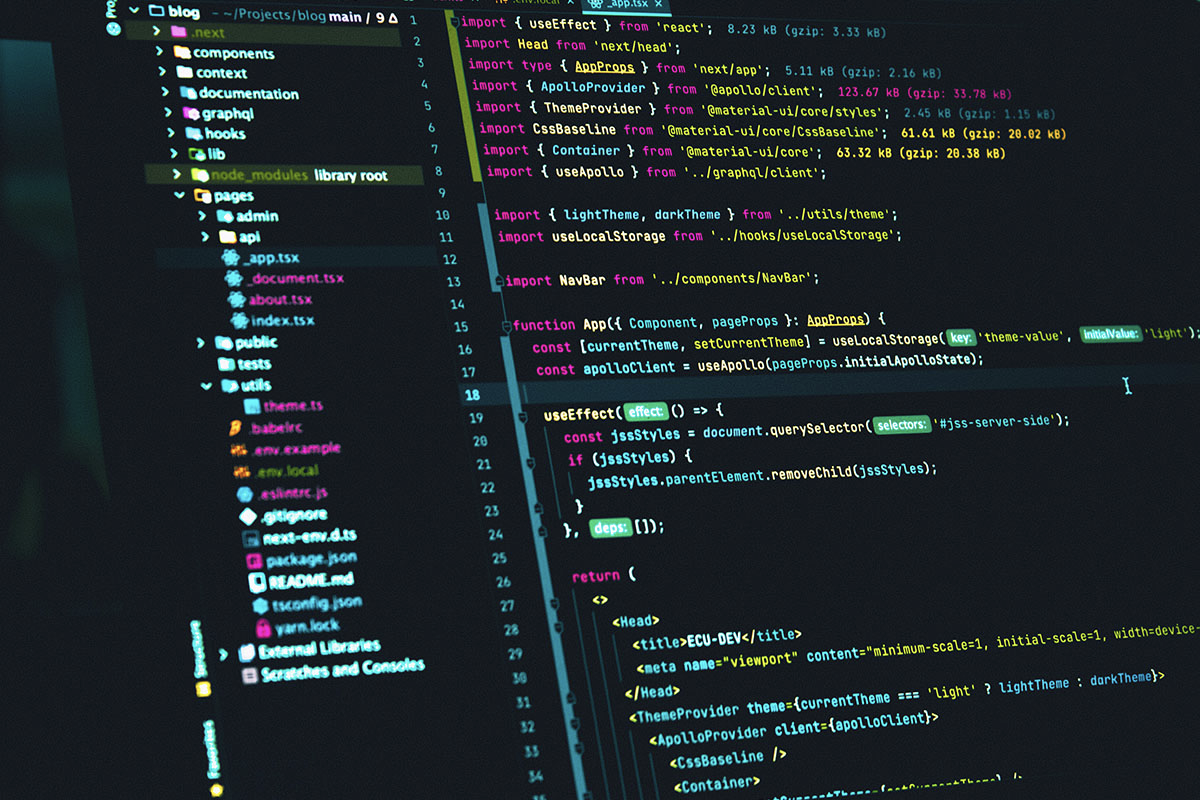 blog ~/Projects/blog main / 9 Δ
.next
components
context
documentation
graphql
hooks
lib
node_modules library root
pages
admin
api
_app.tsx
_document.tsx
about.tsx
index.tsx
public
tests
utils
theme.ts
.babelrc
.env.example
.env.local
.eslintrc.js
.gitignore
next-env.d.ts
package.json
README.md
tsconfig.json
yarn.lock
External Libraries
Scratches and Consoles
Structure
Favorites
.env.local
_app.tsx
1 import { useEffect } from 'react'; 8.23 kB (gzip: 3.33 kB)
2 import Head from 'next/head';
3 import type { AppProps } from 'next/app'; 5.11 kB (gzip: 2.16 kB)
4 import { ApolloProvider } from '@apollo/client'; 123.67 kB (gzip: 33.78 kB)
5 import { ThemeProvider } from '@material-ui/core/styles'; 2.45 kB (gzip: 1.15 kB)
6 import CssBaseline from '@material-ui/core/CssBaseline'; 61.61 kB (gzip: 20.02 kB)
7 import { Container } from '@material-ui/core'; 63.32 kB (gzip: 20.38 kB)
8 import { useApollo } from '../graphql/client';
9
10 import { lightTheme, darkTheme } from '../utils/theme';
11 import useLocalStorage from '../hooks/useLocalStorage';
12
13 import NavBar from '../components/NavBar';
14
15 function App({ Component, pageProps }: AppProps) {
16 const [currentTheme, setCurrentTheme] = useLocalStorage( key: 'theme-value', initialValue: 'light');
17 const apolloClient = useApollo(pageProps.initialApolloState);
18
19 useEffect( effect: () => {
20 const jssStyles = document.querySelector( selectors: '#jss-server-side');
21 if (jssStyles) {
22 jssStyles.parentElement.removeChild(jssStyles);
23 }
24 }, deps: []);
25
26 return (
27 <>
28 <Head>
29 <title>ECU-DEV</title>
30 <meta name="viewport" content="minimum-scale=1, initial-scale=1, width=device-
31 </Head>
32 <ThemeProvider theme={currentTheme === 'light' ? lightTheme : darkTheme}>
33 <ApolloProvider client={apolloClient}>
34 <CssBaseline />
<Container>